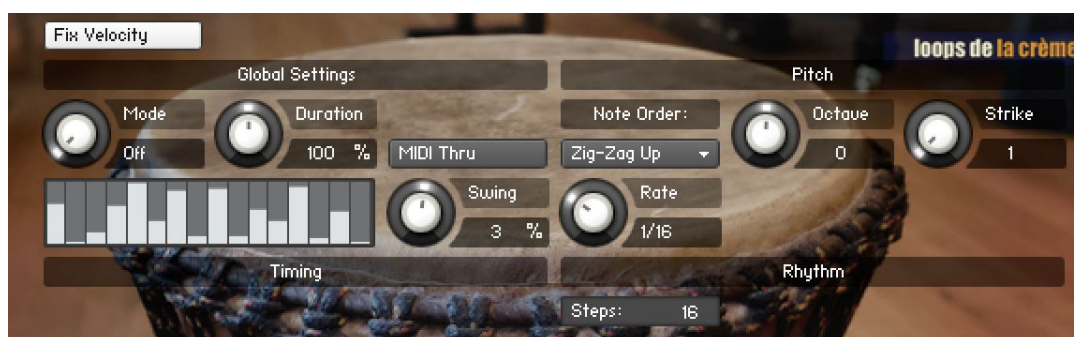 Fix Velocity
loops de la crème
Global Settings
Pitch
Mode
Duration
Note Order:
Octave
Strike
Off
100 %
MIDI Thru
Zig-Zag Up
0
1
Swing
Rate
3 %
1/16
Timing
Rhythm
Steps: 16